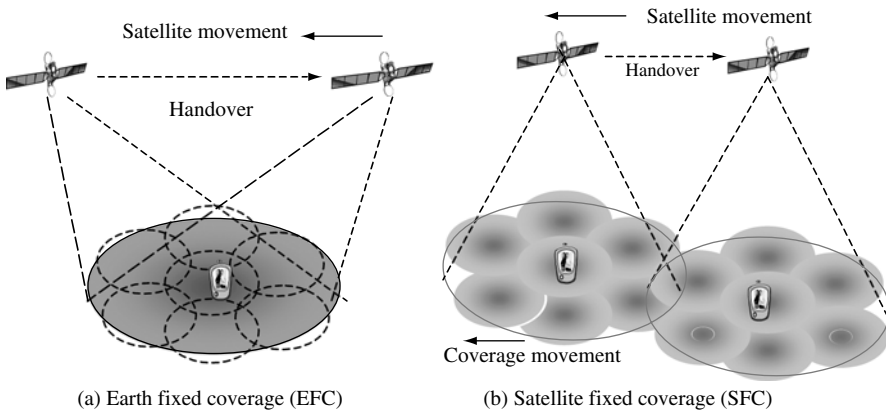 Satellite movement
Handover
(a) Earth fixed coverage (EFC)
Satellite movement
Handover
Coverage movement
(b) Satellite fixed coverage (SFC)